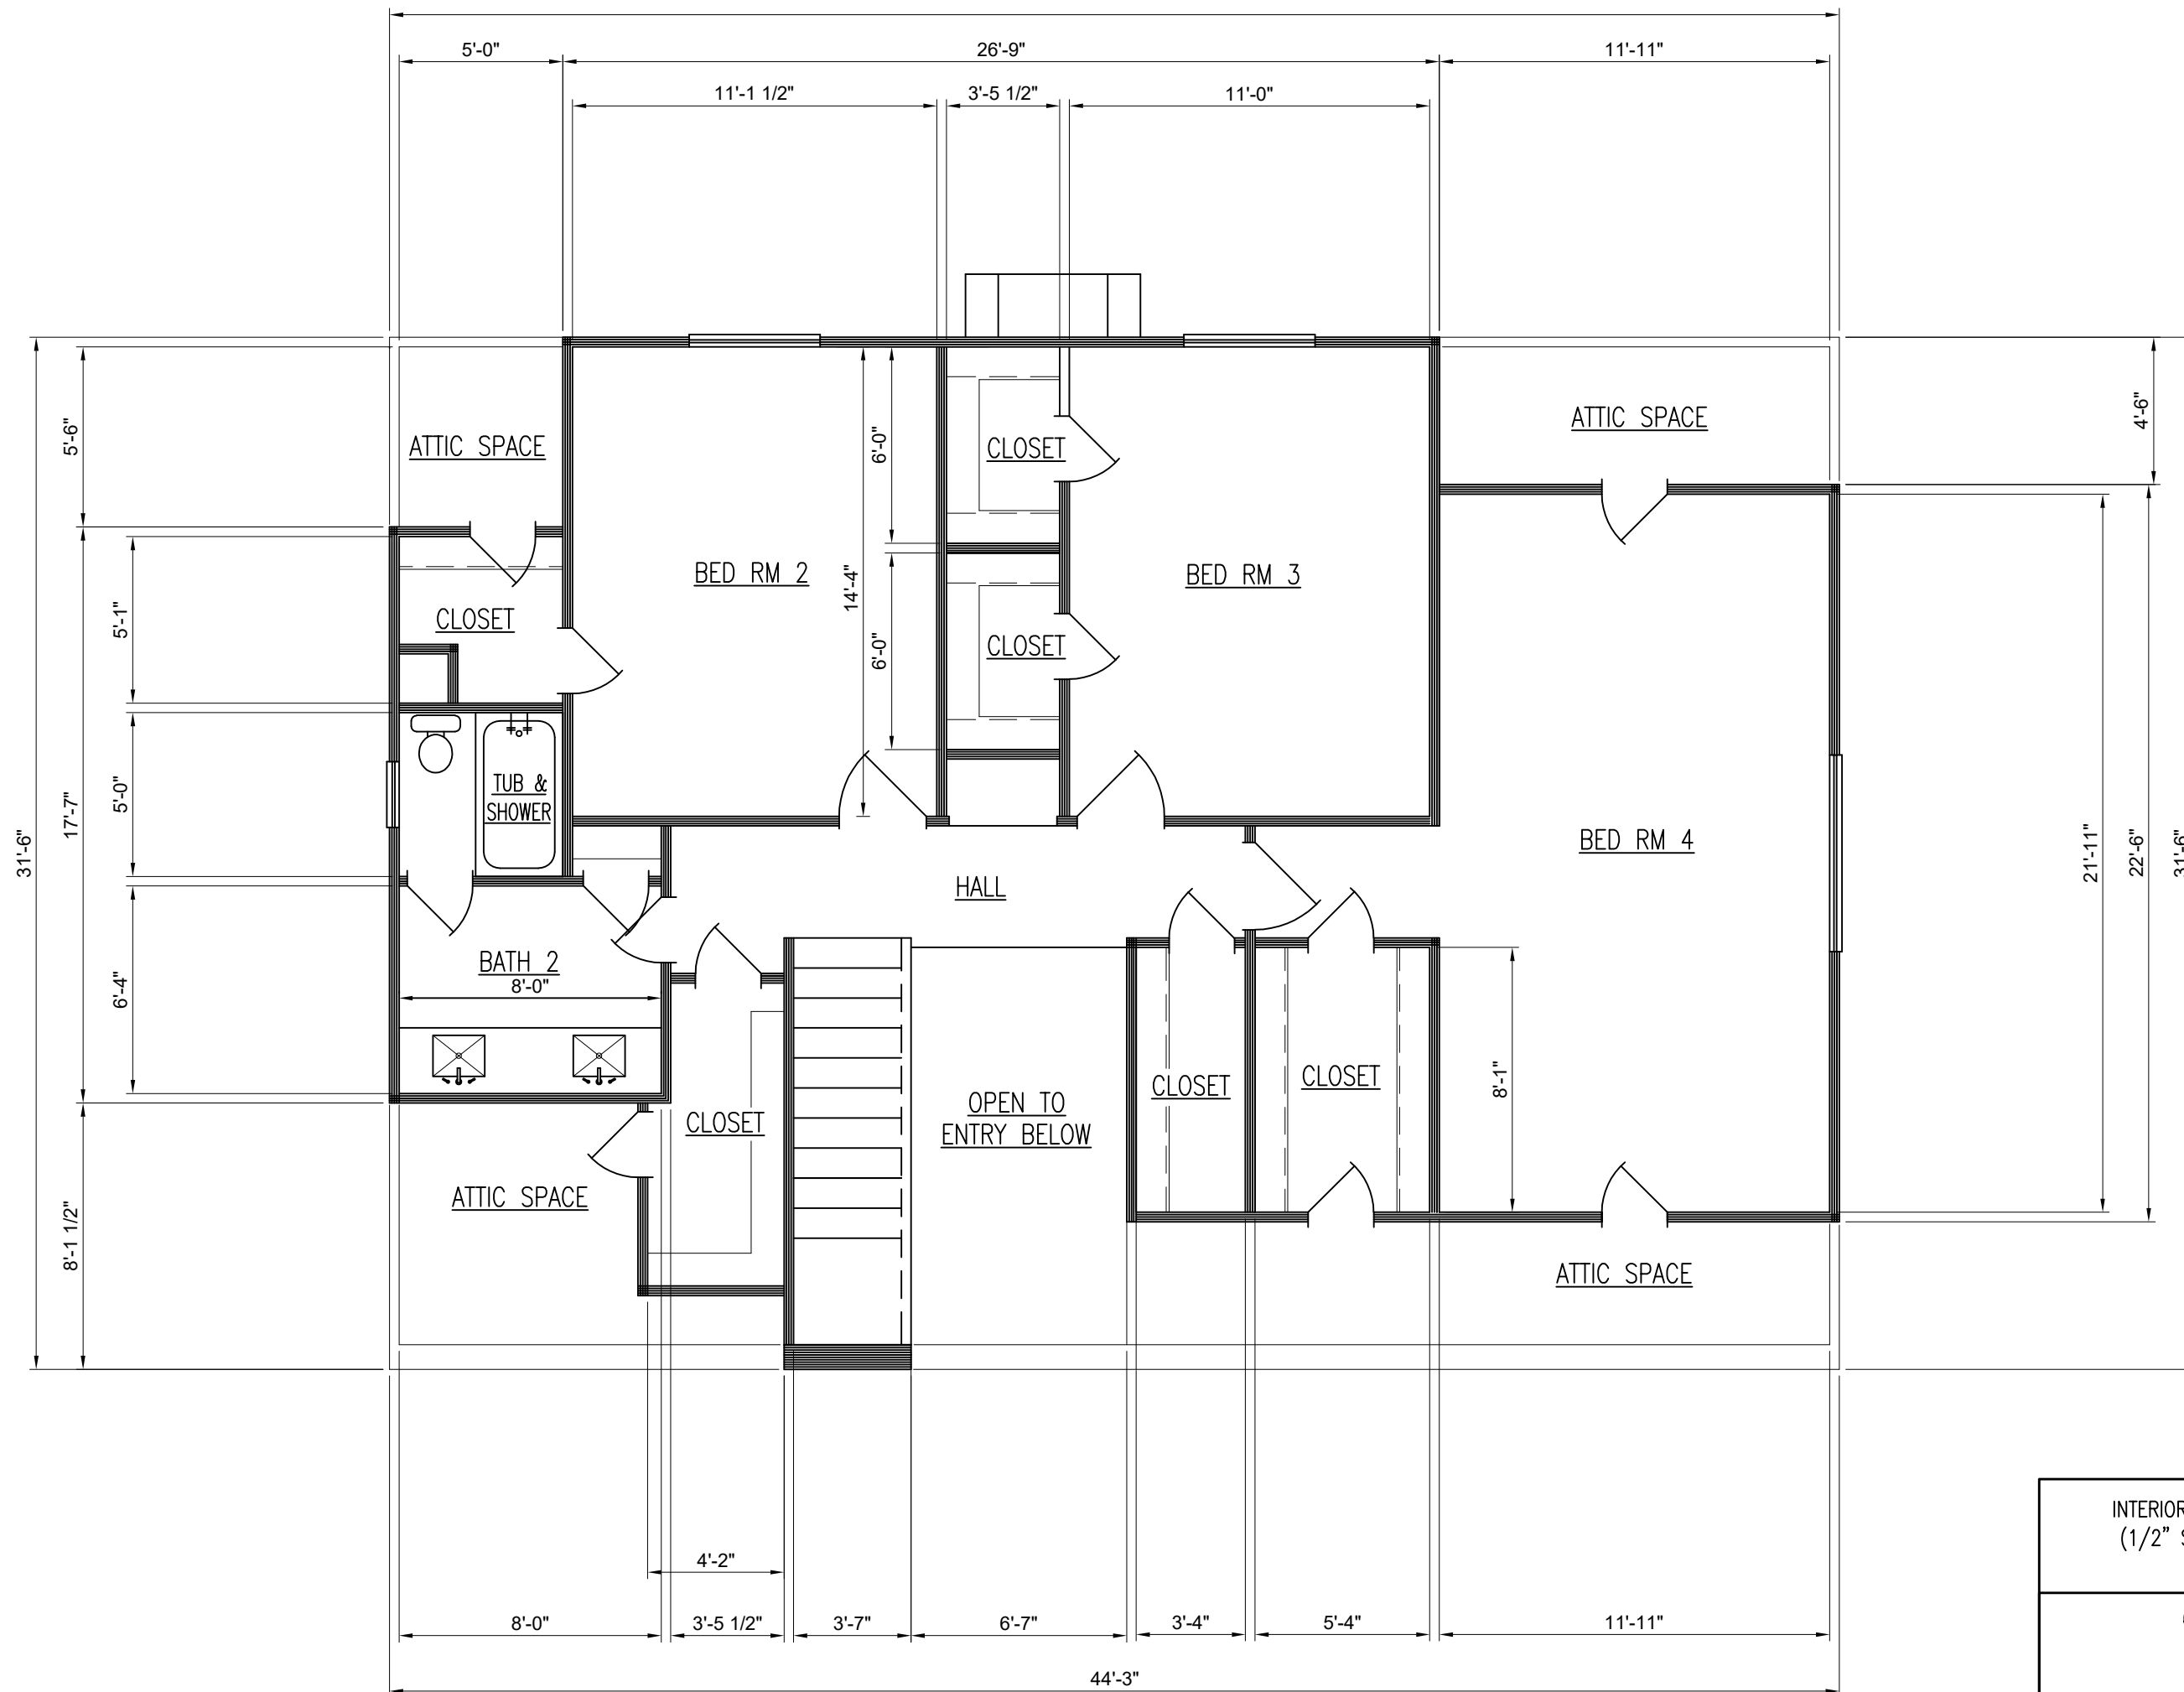 5'-0"
26'-9"
11'-11"
11'-1 1/2"
3'-5 1/2"
11'-0"
ATTIC SPACE
4'-6"
5'-6"
ATTIC SPACE
6'-0"
CLOSET
BED RM 2
14'-4"
BED RM 3
5'-1"
CLOSET
6'-0"
CLOSET
31'-6"
17'-7"
5'-0"
TUB &
SHOWER
BED RM 4
21'-11"
22'-6"
31'-6"
HALL
6'-4"
BATH 2
8'-0"
CLOSET
CLOSET
8'-1"
OPEN TO
ENTRY BELOW
CLOSET
ATTIC SPACE
8'-1 1/2"
ATTIC SPACE
4'-2"
8'-0"
3'-5 1/2"
3'-7"
6'-7"
3'-4"
5'-4"
11'-11"
44'-3"
INTERIOR
(1/2"